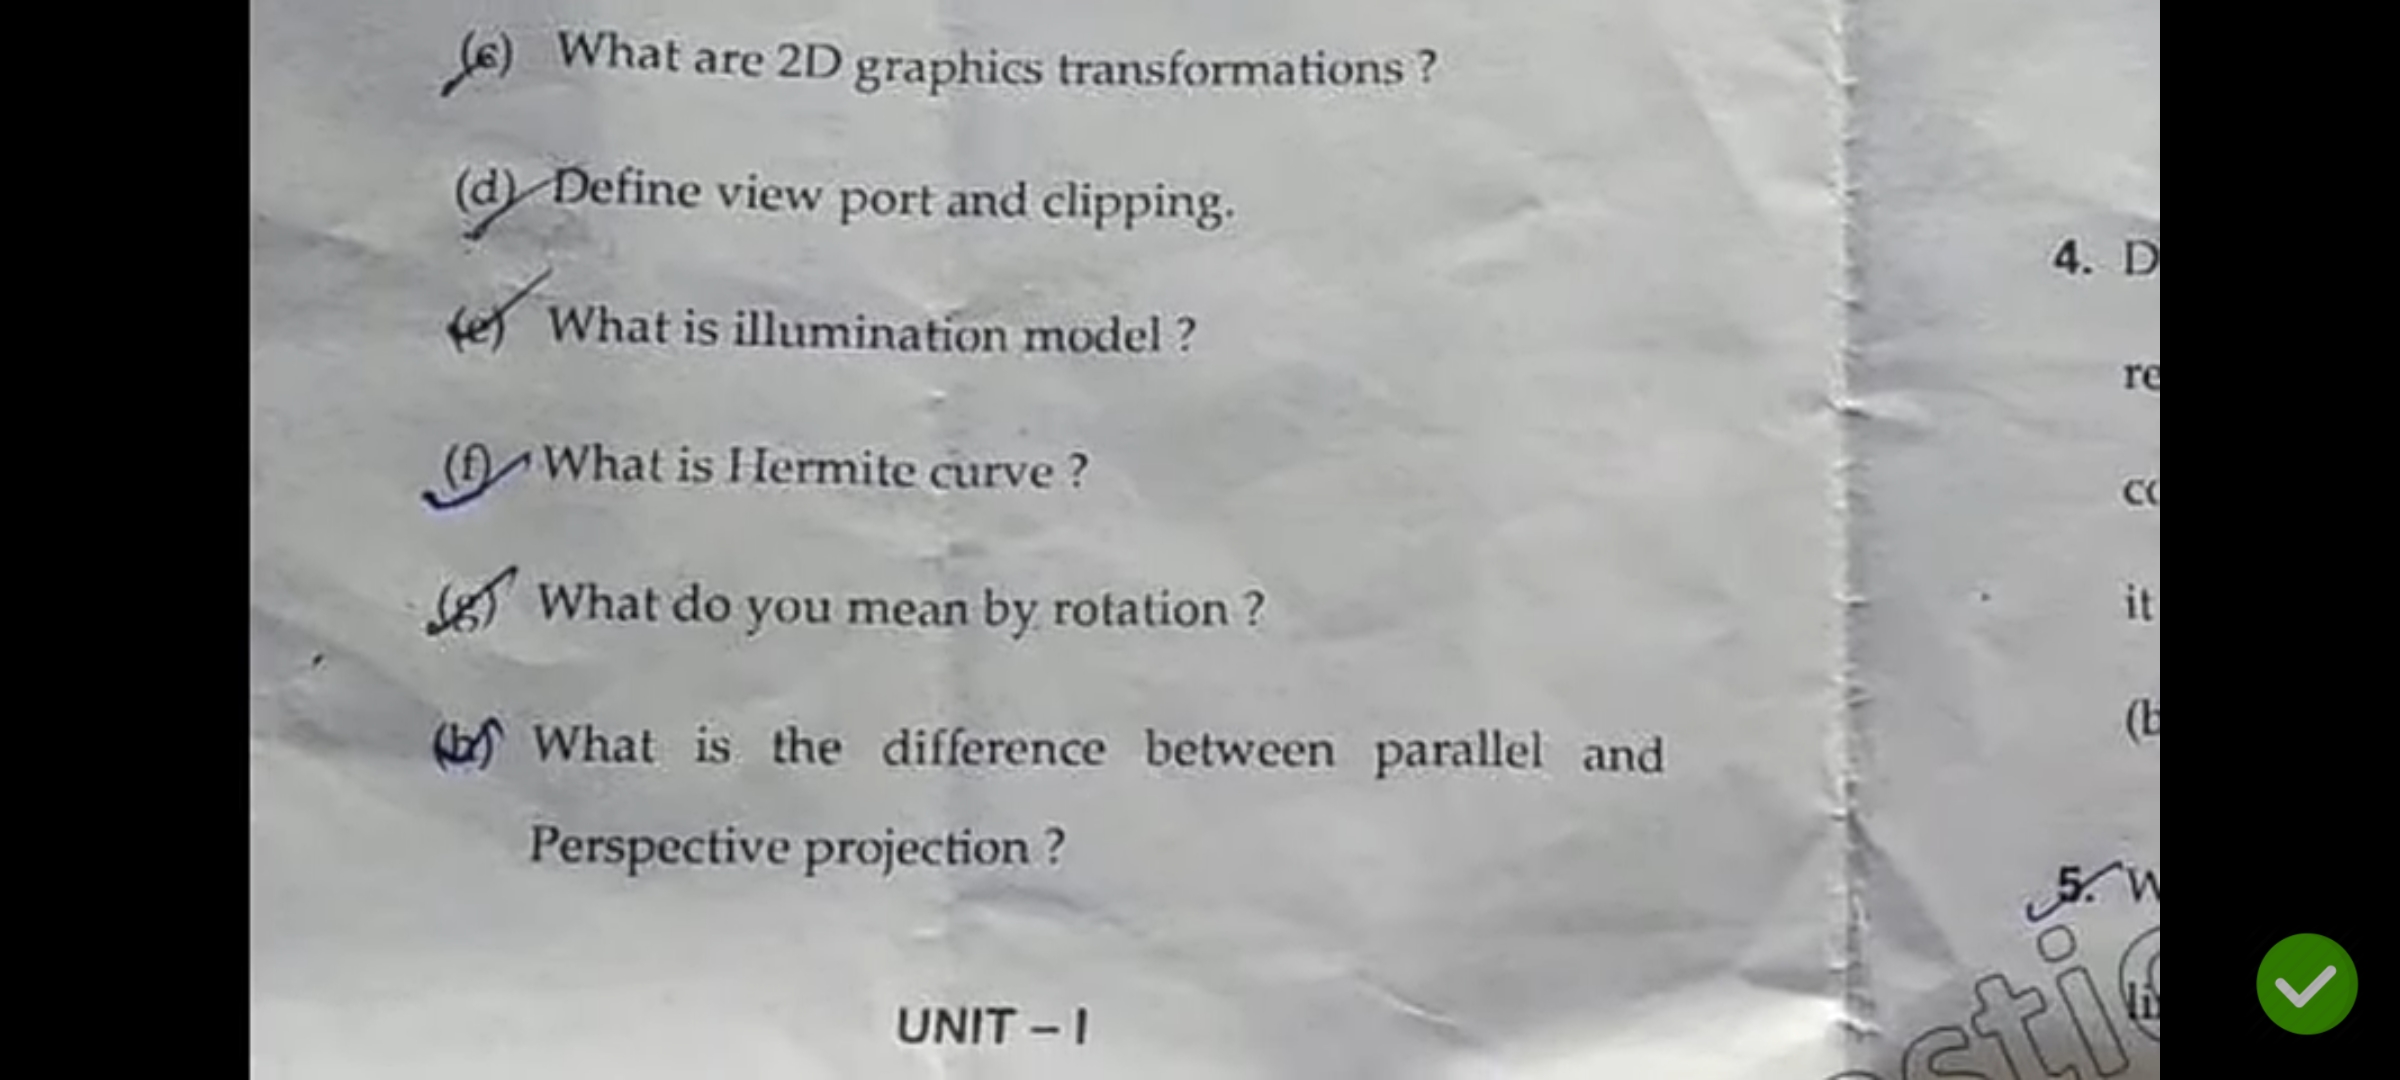 (c) What are 2D graphics transformations ?
(d) Define view port and clipping.
(e) What is illumination model ?
(f) What is Hermite curve ?
(g) What do you mean by rotation ?
(h) What is the difference between parallel and
Perspective projection ?
UNIT – I
4. D
re
co
it
(b
5. W
li